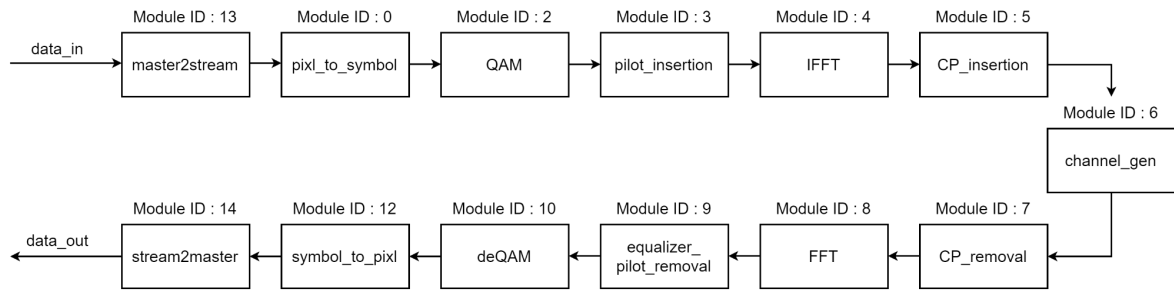 Module ID : 13
Module ID : 0
Module ID : 2
Module ID : 3
Module ID : 4
Module ID : 5
data_in
master2stream
pixl_to_symbol
QAM
pilot_insertion
IFFT
CP_insertion
Module ID : 6
channel_gen
Module ID : 14
Module ID : 12
Module ID : 10
Module ID : 9
Module ID : 8
Module ID : 7
data_out
stream2master
symbol_to_pixl
deQAM
equalizer_
pilot_removal
FFT
CP_removal